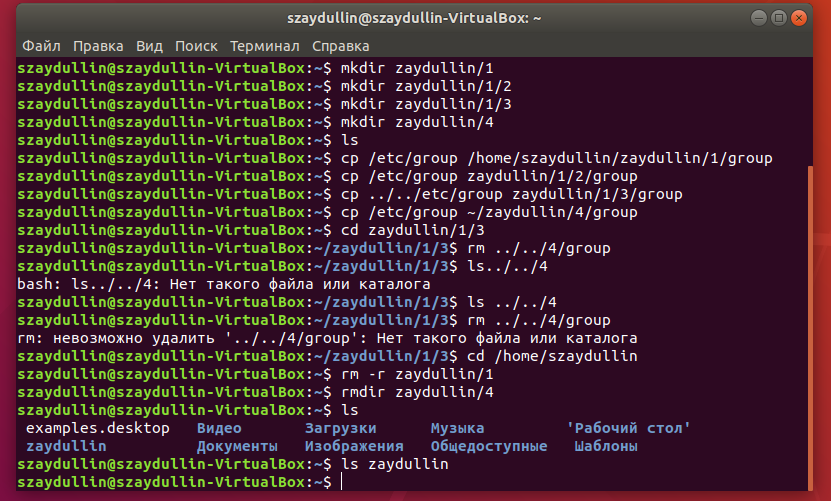 szaydullin@szaydullin-VirtualBox: ~
Файл Правка Вид Поиск Терминал Справка
szaydullin@szaydullin-VirtualBox:~$ mkdir zaydullin/1
szaydullin@szaydullin-VirtualBox:~$ mkdir zaydullin/1/2
szaydullin@szaydullin-VirtualBox:~$ mkdir zaydullin/1/3
szaydullin@szaydullin-VirtualBox:~$ mkdir zaydullin/4
szaydullin@szaydullin-VirtualBox:~$ ls
szaydullin@szaydullin-VirtualBox:~$ cp /etc/group /home/szaydullin/zaydullin/1/group
szaydullin@szaydullin-VirtualBox:~$ cp /etc/group zaydullin/1/2/group
szaydullin@szaydullin-VirtualBox:~$ cp ../../etc/group zaydullin/1/3/group
szaydullin@szaydullin-VirtualBox:~$ cp /etc/group ~/zaydullin/4/group
szaydullin@szaydullin-VirtualBox:~$ cd zaydullin/1/3
szaydullin@szaydullin-VirtualBox:~/zaydullin/1/3$ rm ../../4/group
szaydullin@szaydullin-VirtualBox:~/zaydullin/1/3$ ls../../4
bash: ls../../4: Нет такого файла или каталога
szaydullin@szaydullin-VirtualBox:~/zaydullin/1/3$ ls ../../4
szaydullin@szaydullin-VirtualBox:~/zaydullin/1/3$ rm ../../4/group
rm: невозможно удалить '../../4/group': Нет такого файла или каталога
szaydullin@szaydullin-VirtualBox:~/zaydullin/1/3$ cd /home/szaydullin
szaydullin@szaydullin-VirtualBox:~$ rm -r zaydullin/1
szaydullin@szaydullin-VirtualBox:~$ rmdir zaydullin/4
szaydullin@szaydullin-VirtualBox:~$ ls
examples.desktop Видео Загрузки Музыка 'Рабочий стол'
zaydullin Документы Изображения Общедоступные Шаблоны
szaydullin@szaydullin-VirtualBox:~$ ls zaydullin
szaydullin@szaydullin-VirtualBox:~$